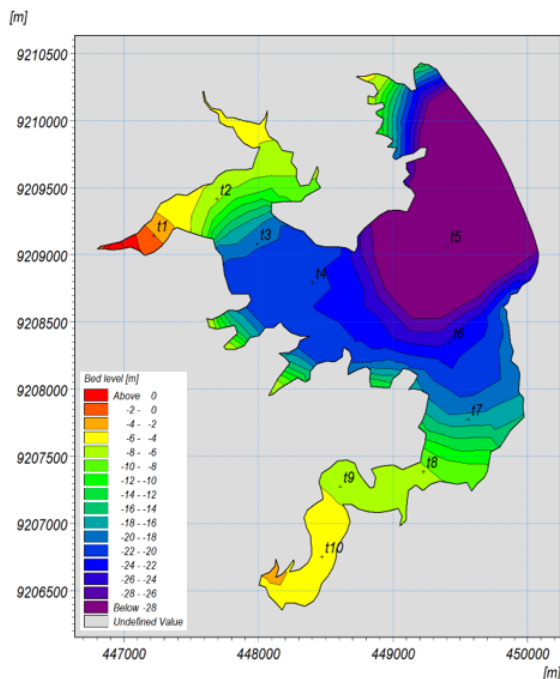 [m]
9210500
9210000
9209500
9209000
9208500
9208000
9207500
9207000
9206500
t1
t2
t3
t4
t5
t6
t7
t8
t9
t10
Bed level [m]
Above 0
-2 - 0
-4 - -2
-6 - -4
-8 - -6
-10 - -8
-12 - -10
-14 - -12
-16 - -14
-18 - -16
-20 - -18
-22 - -20
-24 - -22
-26 - -24
-28 - -26
Below -28
Undefined Value
447000 448000 449000 450000
[m]